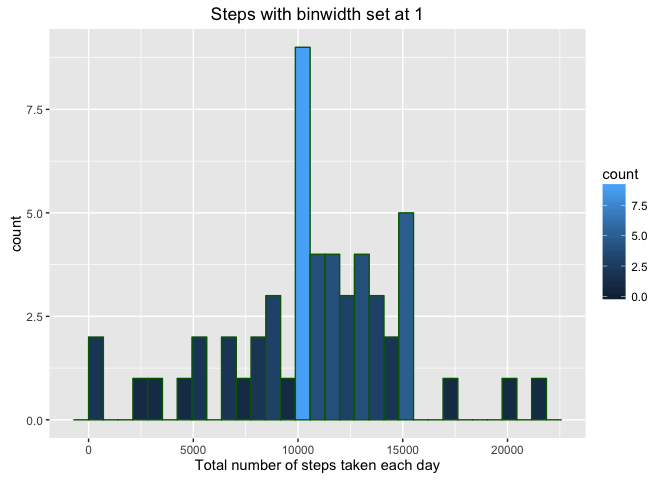 Steps with binwidth set at 1
count
7.5
5.0
2.5
0.0
0 5000 10000 15000 20000
Total number of steps taken each day
count
7.5
5.0
2.5
0.0